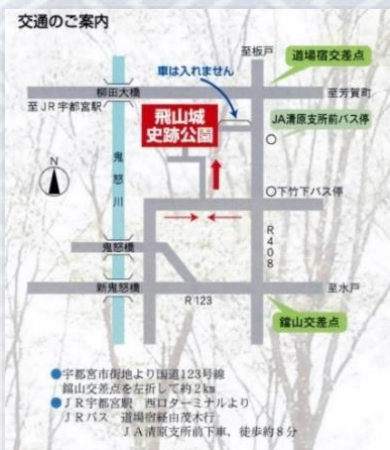 交通のご案内
至板戸
道場宿交差点
車は入れません
柳田大橋
至芳賀町
至JR宇都宮駅
飛山城
史跡公園
JA清原支所前バス停
鬼怒川
N
下竹下バス停
R408
鬼怒橋
新鬼怒橋
至水戸
R123
鐺山交差点
●宇都宮市街地より国道123号線
鐺山交差点を左折して約2km
●JR宇都宮駅 西口ターミナルより
JRバス 道場宿経由茂木行
JA清原支所前下車、徒歩約8分